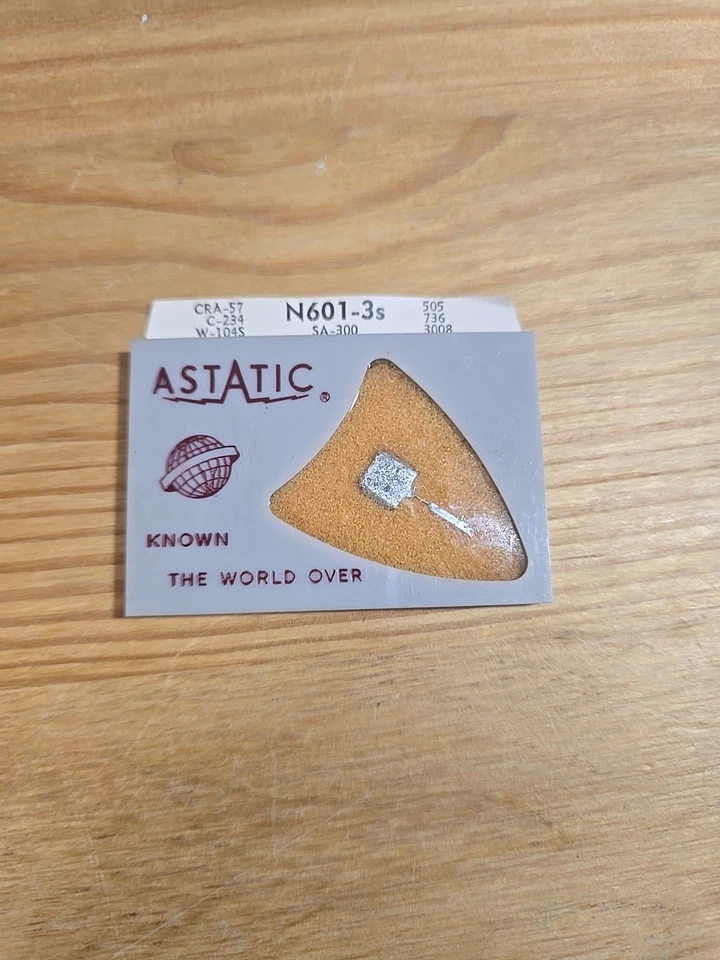 CRA-57 N601-3s 505
C-234 736
W-104S SA-300 3008
ASTATIC ®
KNOWN
THE WORLD OVER